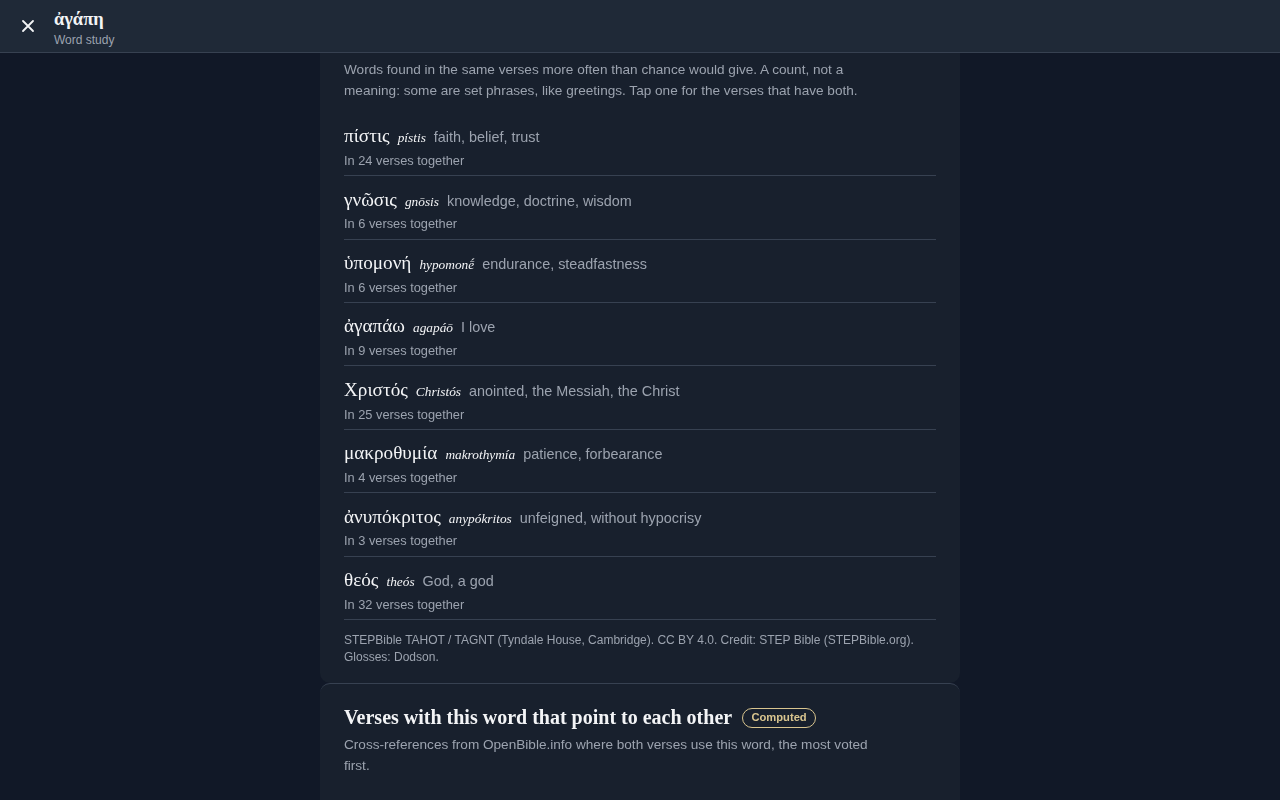 ἀγάπη
Word study
Words found in the same verses more often than chance would give. A count, not a
meaning: some are set phrases, like greetings. Tap one for the verses that have both.
πίστις pístis faith, belief, trust
In 24 verses together
γνῶσις gnōsis knowledge, doctrine, wisdom
In 6 verses together
ὑπομονή hypomonḗ endurance, steadfastness
In 6 verses together
ἀγαπάω agapáō I love
In 9 verses together
Χριστός Christós anointed, the Messiah, the Christ
In 25 verses together
μακροθυμία makrothymía patience, forbearance
In 4 verses together
ἀνυπόκριτος anypókritos unfeigned, without hypocrisy
In 3 verses together
θεός theós God, a god
In 32 verses together
STEPBible TAHOT / TAGNT (Tyndale House, Cambridge). CC BY 4.0. Credit: STEP Bible (STEPBible.org).
Glosses: Dodson.
Verses with this word that point to each other Computed
Cross-references from OpenBible.info where both verses use this word, the most voted
first.